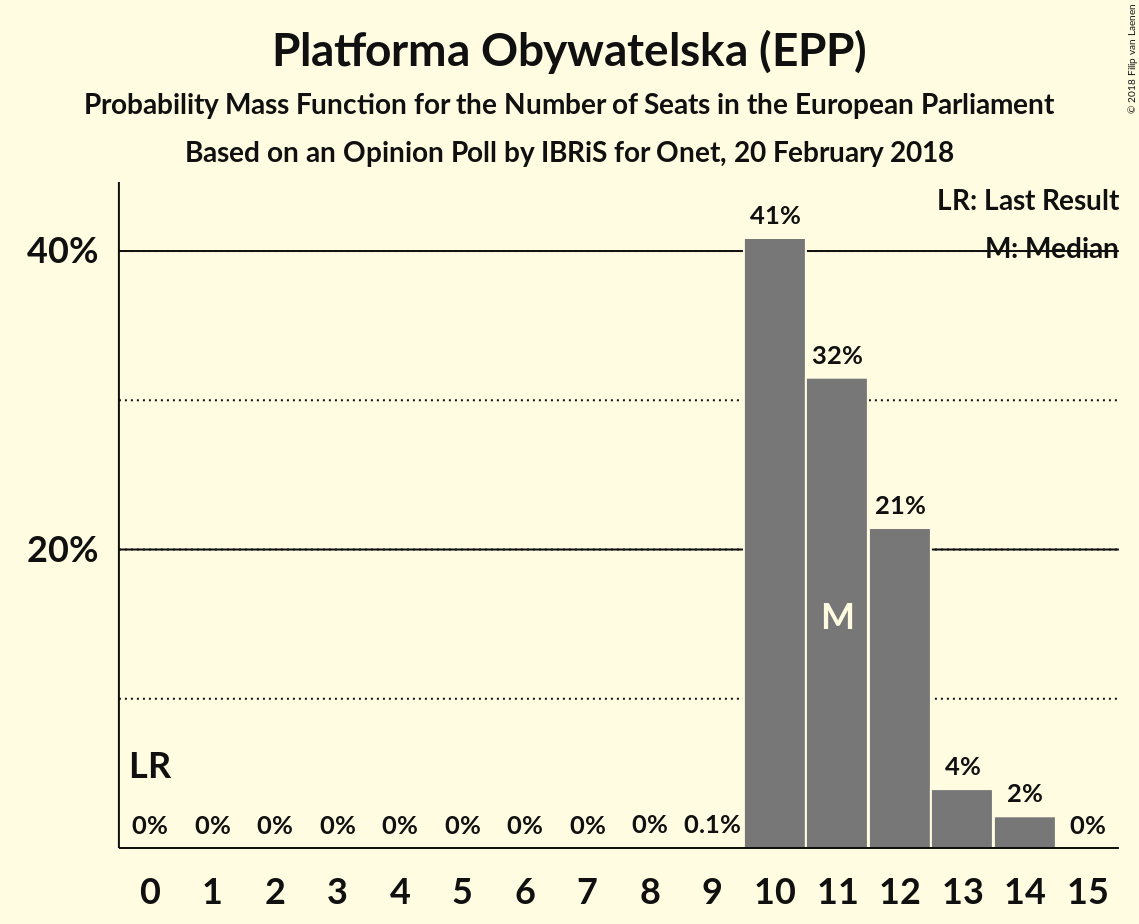 Platforma Obywatelska (EPP)
Probability Mass Function for the Number of Seats in the European Parliament
Based on an Opinion Poll by IBRiS for Onet, 20 February 2018
© 2018 Filip van Laenen
LR: Last Result
M: Median
40%
20%
41%
32%
21%
4%
2%
M
LR
0% 0% 0% 0% 0% 0% 0% 0% 0% 0.1% 0%
0 1 2 3 4 5 6 7 8 9 10 11 12 13 14 15